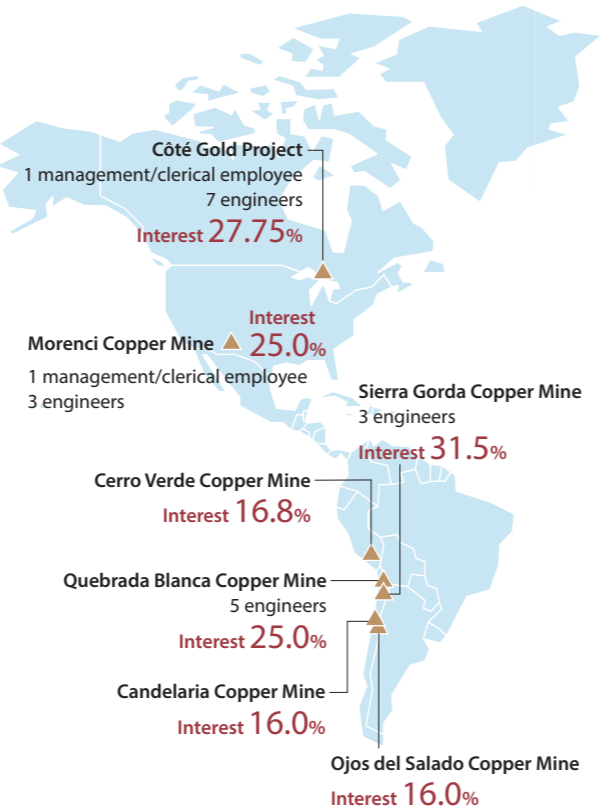 Côté Gold Project
1 management/clerical employee
7 engineers
Interest 27.75%
Interest
25.0%
Morenci Copper Mine
1 management/clerical employee
3 engineers
Sierra Gorda Copper Mine
3 engineers
Interest 31.5%
Cerro Verde Copper Mine
Interest 16.8%
Quebrada Blanca Copper Mine
5 engineers
Interest 25.0%
Candelaria Copper Mine
Interest 16.0%
Ojos del Salado Copper Mine
Interest 16.0%